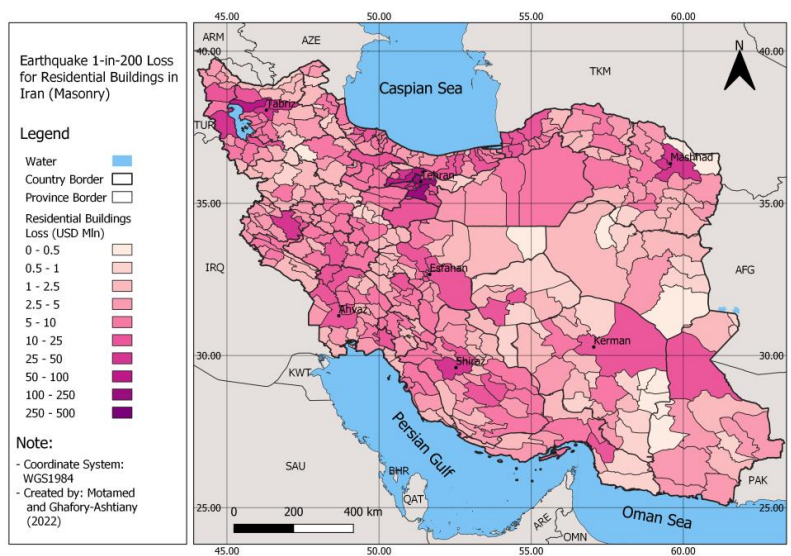 45.00 50.00 55.00 60.00
Earthquake 1-in-200 Loss
for Residential Buildings in
Iran (Masonry)
Legend
Water
Country Border
Province Border
Residential Buildings
Loss (USD Mln)
0 - 0.5
0.5 - 1
1 - 2.5
2.5 - 5
5 - 10
10 - 25
25 - 50
50 - 100
100 - 250
250 - 500
Note:
- Coordinate System:
WGS1984
- Created by: Motamed
and Ghafory-Ashtiany
(2022)
ARM
AZE
40.00
40.00
N
TKM
Caspian Sea
Tabriz
TUR
Tehran
Mashhad
35.00
35.00
IRQ
Esfahan
AFG
Ahvaz
Kerman
30.00
30.00
Shiraz
KWT
Persian Gulf
SAU
BHR
QAT
PAK
25.00
25.00
0 200 400 km
ARE
OMN
Oman Sea
45.00 50.00 55.00 60.00